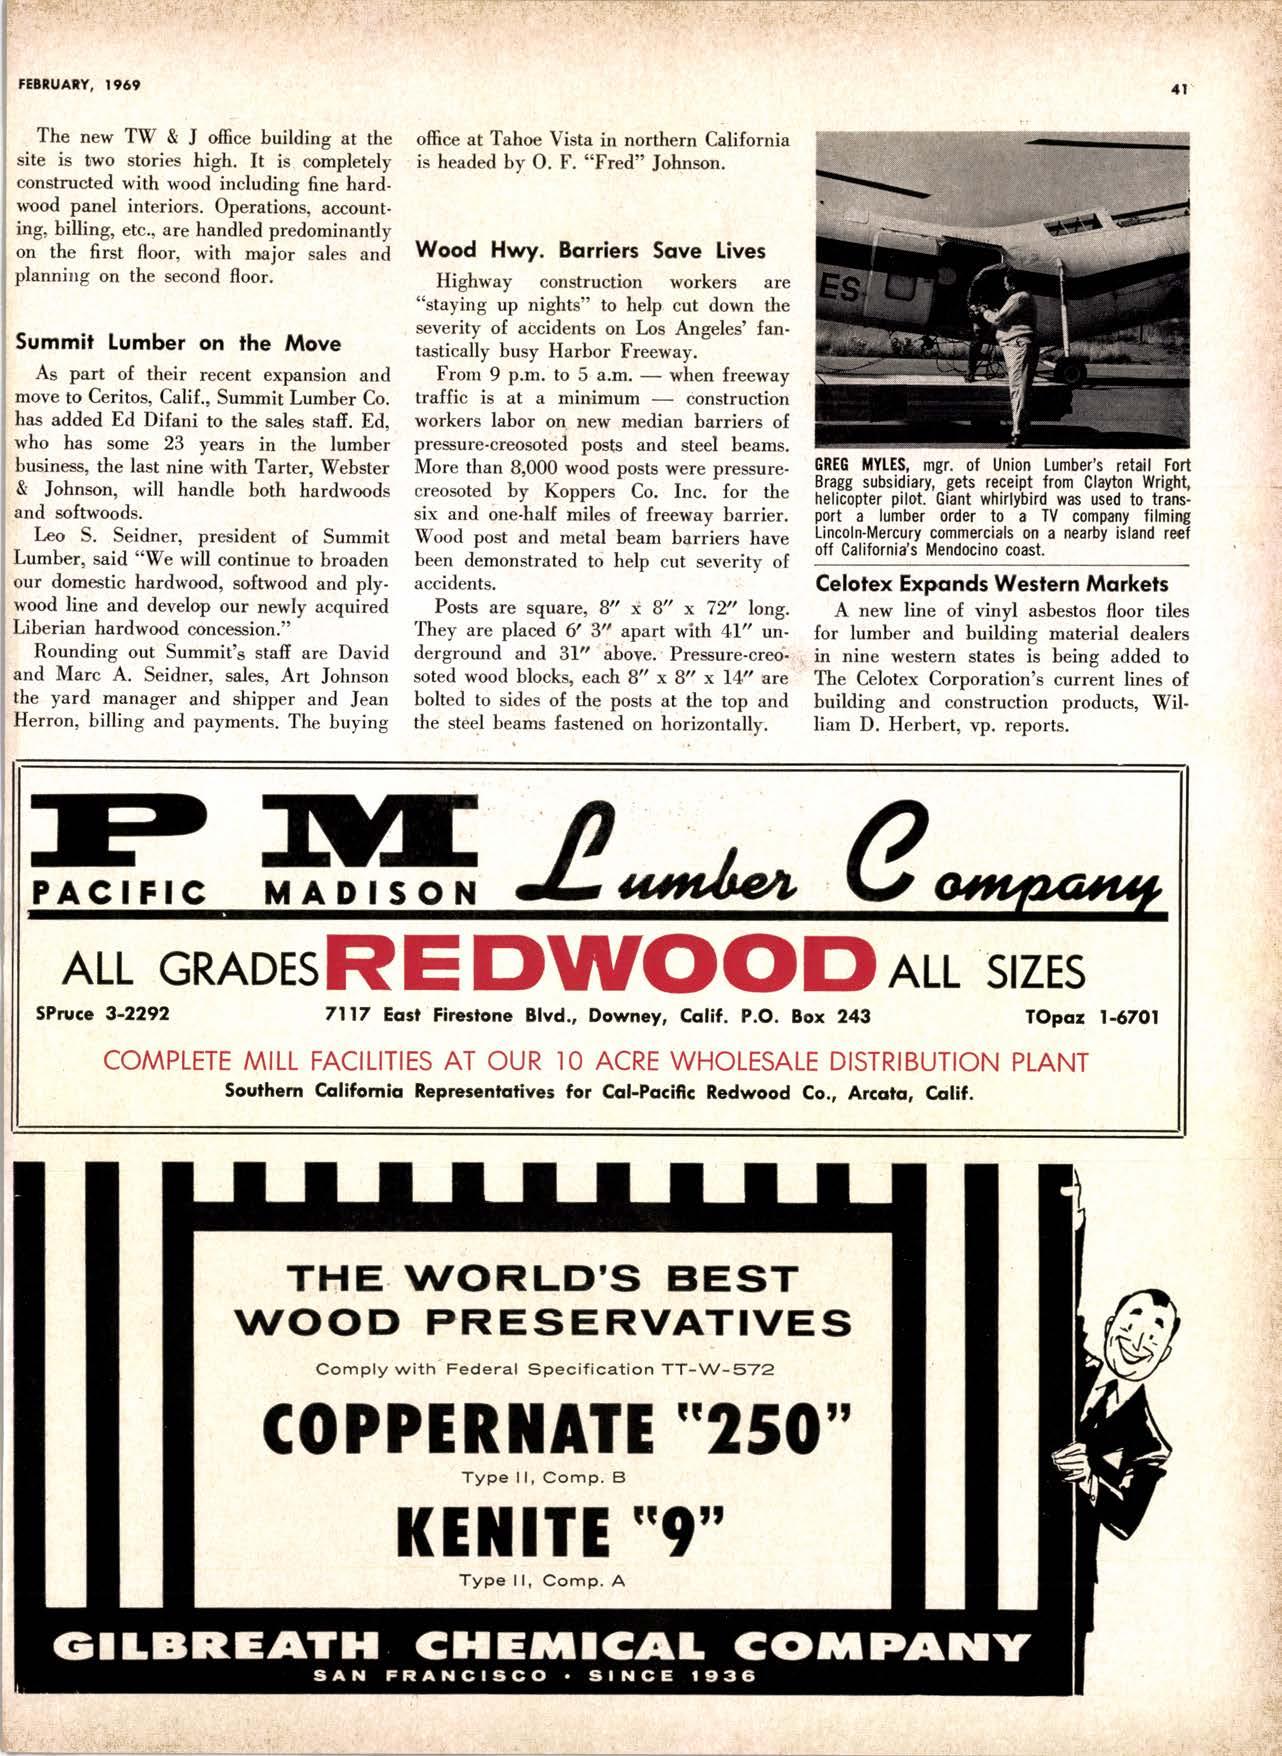 FEBRUARY, 1969
41
The new TW & J office building at the
site is two stories high. It is completely
constructed with wood including fine hard-
wood panel interiors. Operations, account-
ing, billing, etc., are handled predominantly
on the first floor, with major sales and
planning on the second floor.
Summit Lumber on the Move
As part of their recent expansion and
move to Ceritos, Calif., Summit Lumber Co.
has added Ed Difani to the sales staff. Ed,
who has some 23 years in the lumber
business, the last nine with Tarter, Webster
& Johnson, will handle both hardwoods
and softwoods.
Leo S. Seidner, president of Summit
Lumber, said “We will continue to broaden
our domestic hardwood, softwood and ply-
wood line and develop our newly acquired
Liberian hardwood concession.”
Rounding out Summit's staff are David
and Marc A. Seidner, sales, Art Johnson
the yard manager and shipper and Jean
Herron, billing and payments. The buying
office at Tahoe Vista in northern California
is headed by O. F. “Fred” Johnson.
Wood Hwy. Barriers Save Lives
Highway construction workers are
“staying up nights” to help cut down the
severity of accidents on Los Angeles’ fan-
tastically busy Harbor Freeway.
From 9 p.m. to 5 a.m. — when freeway
traffic is at a minimum — construction
workers labor on new median barriers of
pressure-creosoted posts and steel beams.
More than 8,000 wood posts were pressure-
creosoted by Koppers Co. Inc. for the
six and one-half miles of freeway barrier.
Wood post and metal beam barriers have
been demonstrated to help cut severity of
accidents.
Posts are square, 8″ x 8″ x 72″ long.
They are placed 6′ 3″ apart with 41″ un-
derground and 31″ above. Pressure-creo-
soted wood blocks, each 8″ x 8″ x 14″ are
bolted to sides of the posts at the top and
the steel beams fastened on horizontally.
ES
GREG MYLES, mgr. of Union Lumber's retail Fort
Bragg subsidiary, gets receipt from Clayton Wright,
helicopter pilot. Giant whirlybird was used to trans-
port a lumber order to a TV company filming
Lincoln-Mercury commercials on a nearby island reef
off California's Mendocino coast.
Celotex Expands Western Markets
A new line of vinyl asbestos floor tiles
for lumber and building material dealers
in nine western states is being added to
The Celotex Corporation's current lines of
building and construction products, Wil-
liam D. Herbert, vp. reports.
P M Lumber Company
PACIFIC MADISON
ALL GRADES REDWOOD ALL SIZES
SPruce 3-2292 7117 East Firestone Blvd., Downey, Calif. P.O. Box 243 TOpaz 1-6701
COMPLETE MILL FACILITIES AT OUR 10 ACRE WHOLESALE DISTRIBUTION PLANT
Southern California Representatives for Cal-Pacific Redwood Co., Arcata, Calif.
THE WORLD'S BEST
WOOD PRESERVATIVES
Comply with Federal Specification TT-W-572
COPPERNATE “250”
Type II, Comp. B
KENITE “9”
Type II, Comp. A
GILBREATH CHEMICAL COMPANY
SAN FRANCISCO • SINCE 1936